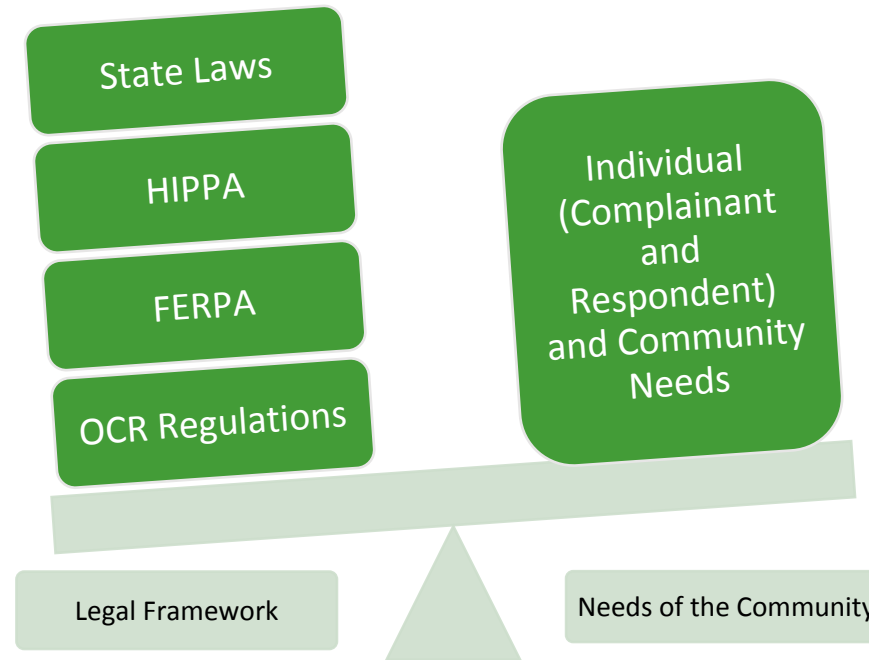 State Laws
HIPPA
FERPA
OCR Regulations
Individual
(Complainant
and
Respondent)
and Community
Needs
Legal Framework
Needs of the Community